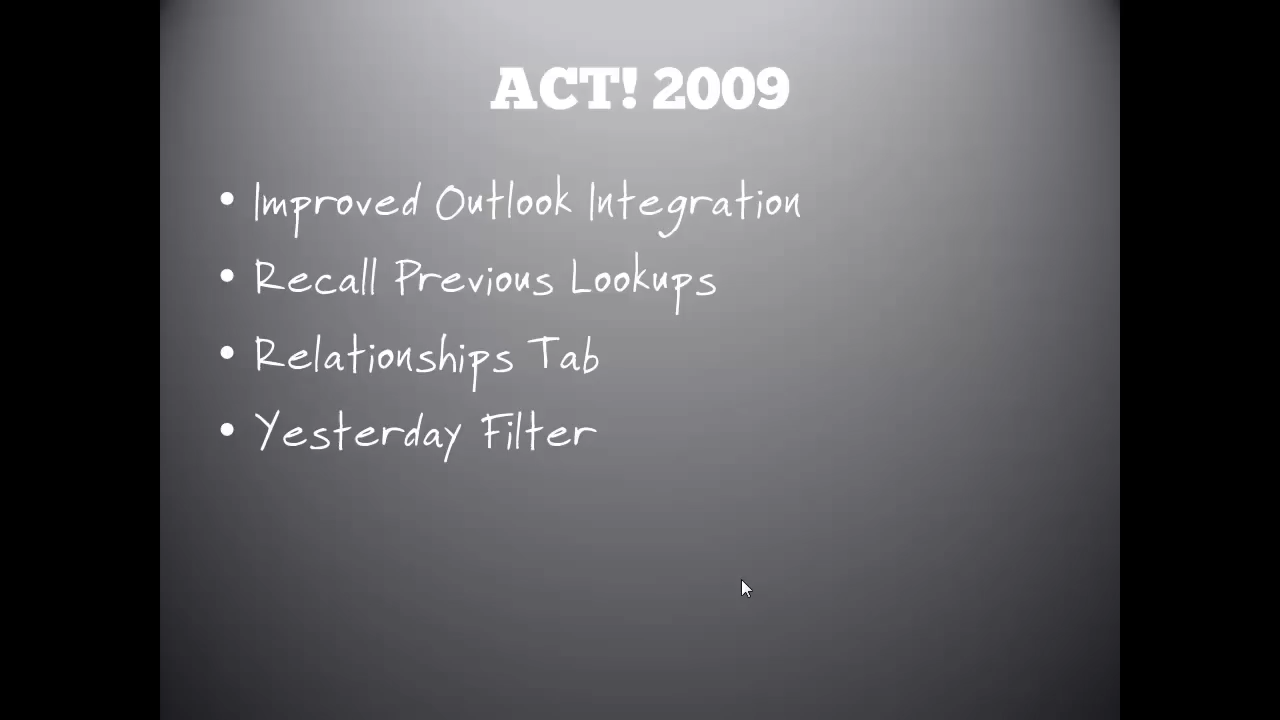 ACT! 2009
• Improved Outlook Integration
• Recall Previous Lookups
• Relationships Tab
• Yesterday Filter